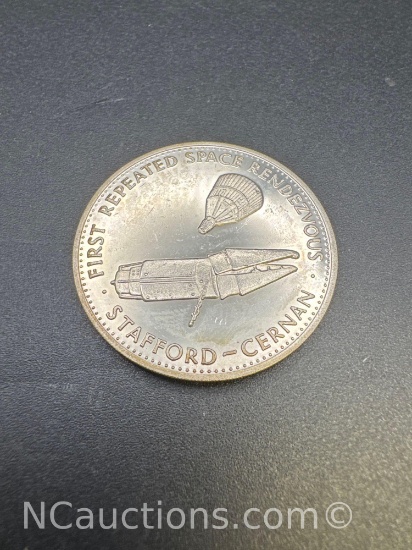 · FIRST REPEATED SPACE RENDEZVOUS ·
STAFFORD – CERNAN
NCauctions.com©